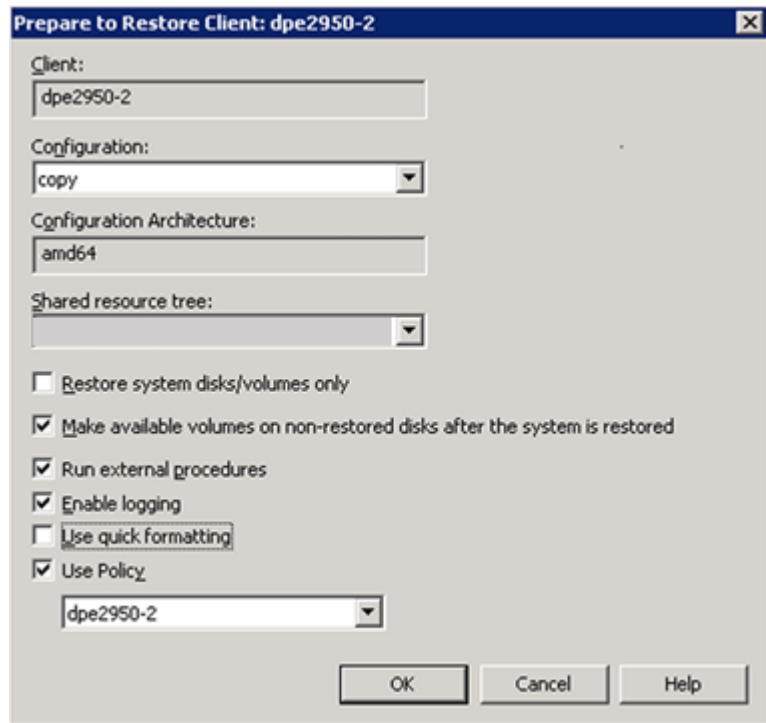 Prepare to Restore Client: dpe2950-2
Client:
dpe2950-2
Configuration:
copy
Configuration Architecture:
amd64
Shared resource tree:
Restore system disks/volumes only
Make available volumes on non-restored disks after the system is restored
Run external procedures
Enable logging
Use quick formatting
Use Policy
dpe2950-2
OK Cancel Help